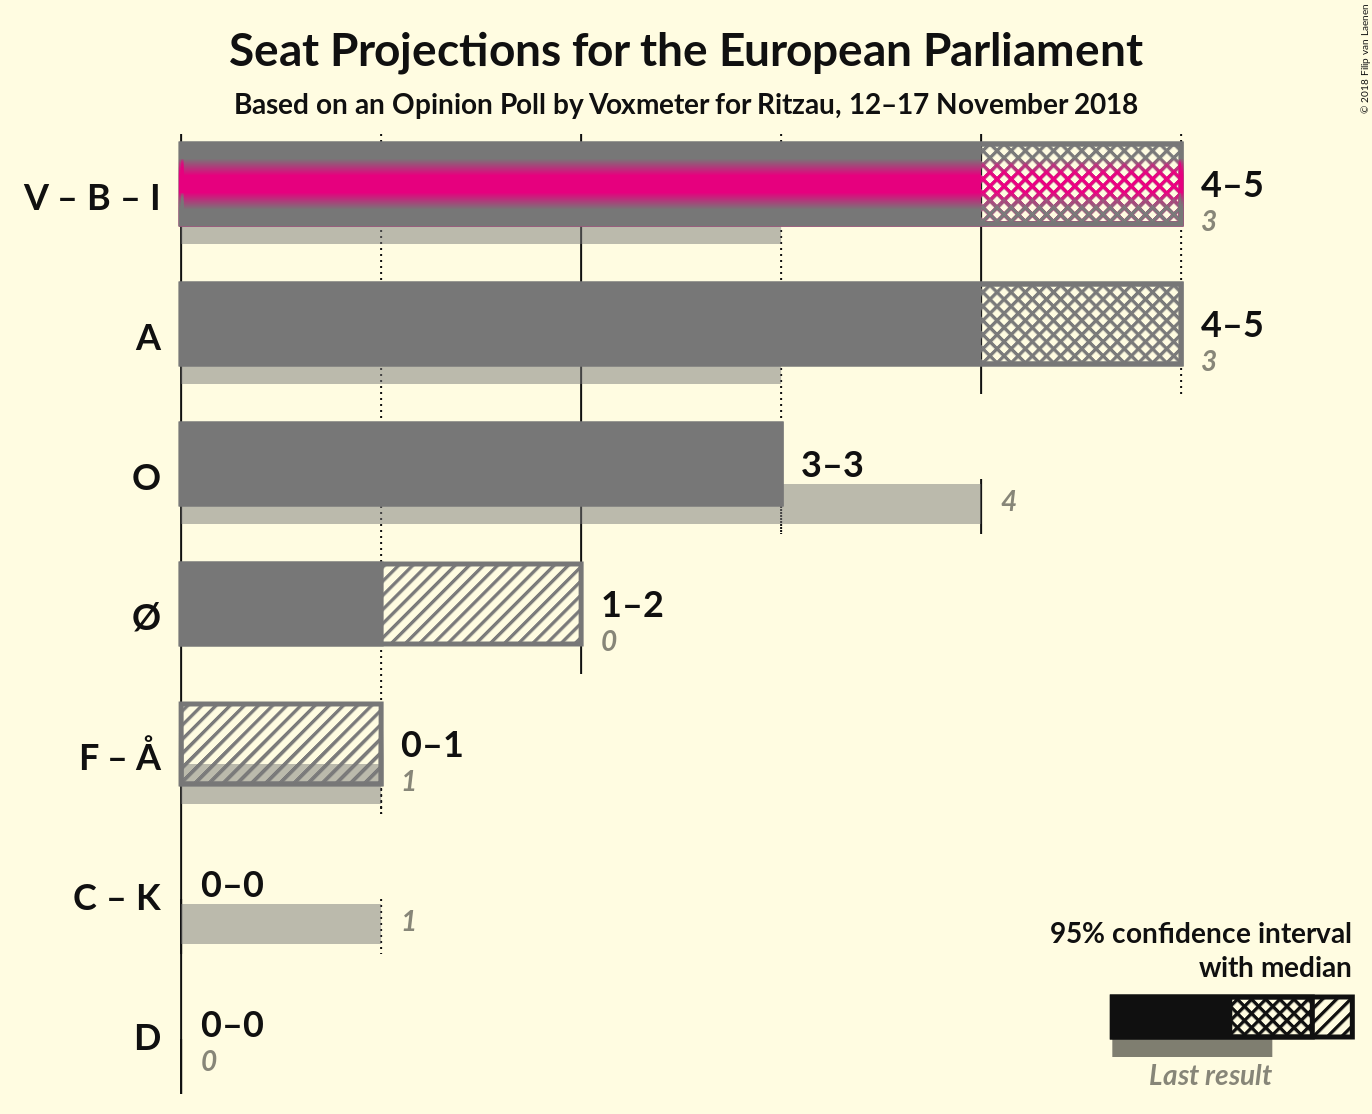 Seat Projections for the European Parliament
Based on an Opinion Poll by Voxmeter for Ritzau, 12–17 November 2018
© 2018 Filip van Laenen
V – B – I
4–5
3
A
4–5
3
O
3–3
4
Ø
1–2
0
F – Å
0–1
1
C – K
0–0
1
D
0–0
0
95% confidence interval
with median
Last result